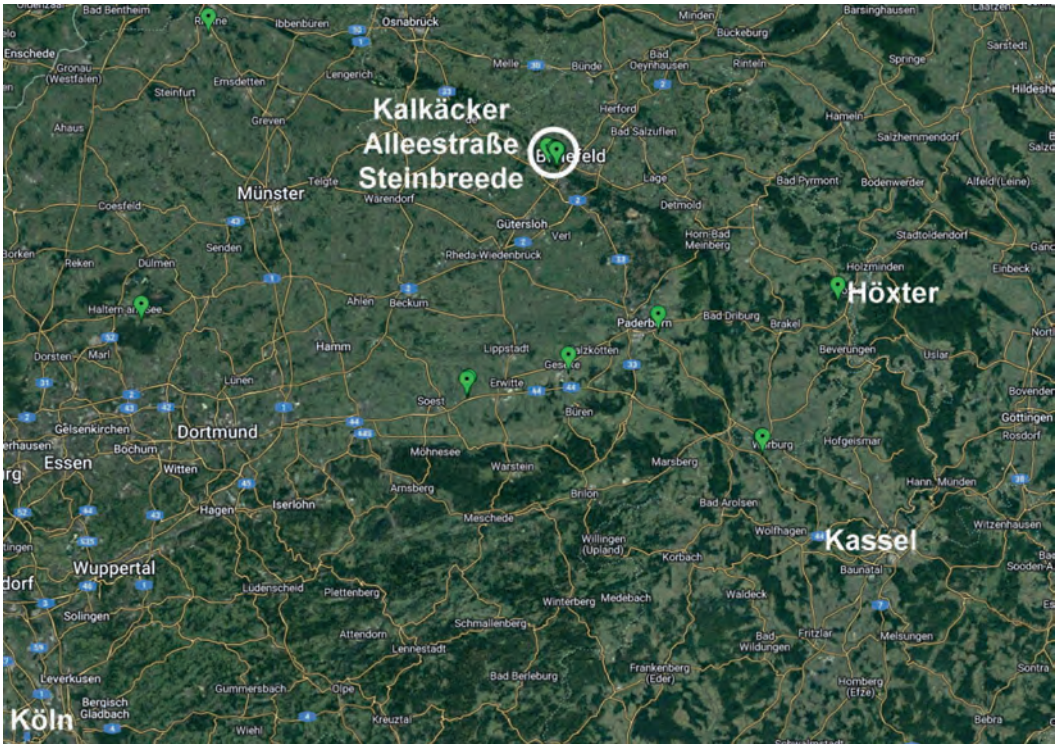 Bad Bentheim
Ibbenbüren
Osnabrück
Minden
Bückeburg
Barsinghausen
Sarstedt
Enschede
Gronau
(Westfalen)
Steinfurt
Emsdetten
Lengerich
Melle
Bünde
Bad
Oeynhausen
Rinteln
Springe
Ahaus
Greven
Herford
Hameln
Kalkäcker
Alleestraße
Steinbreede
Bad Salzuflen
Salzhemmendorf
Münster
Telgte
Warendorf
Lage
Detmold
Bad Pyrmont
Bodenwerder
Alfeld (Leine)
Coesfeld
Gütersloh
Verl
Horn-Bad
Meinberg
Stadtoldendorf
Reken
Dülmen
Senden
Rheda-Wiedenbrück
Holzminden
Einbeck
Ahlen
Beckum
Höxter
Paderborn
Bad Driburg
Brakel
Dorsten
Marl
Hamm
Lippstadt
Beverungen
Uslar
Lünen
Soest
Erwitte
Büren
Göttingen
Rosdorf
Gelsenkirchen
Bochum
Dortmund
Essen
Witten
Möhnesee
Warstein
Marsberg
Hofgeismar
Hann. Münden
Hagen
Iserlohn
Arnsberg
Meschede
Brilon
Bad Arolsen
Wolfhagen
Witzenhausen
Willingen
(Upland)
Korbach
Kassel
Baunatal
Wuppertal
Lüdenscheid
Plettenberg
Winterberg
Medebach
Waldeck
Solingen
Schmallenberg
Attendorn
Lennestadt
Bad
Wildungen
Fritzlar
Melsungen
Leverkusen
Bergisch
Gladbach
Gummersbach
Olpe
Bad Berleburg
Frankenberg
(Eder)
Homberg
(Efze)
Sontra
Köln
Wiehl
Kreuztal
Bebra